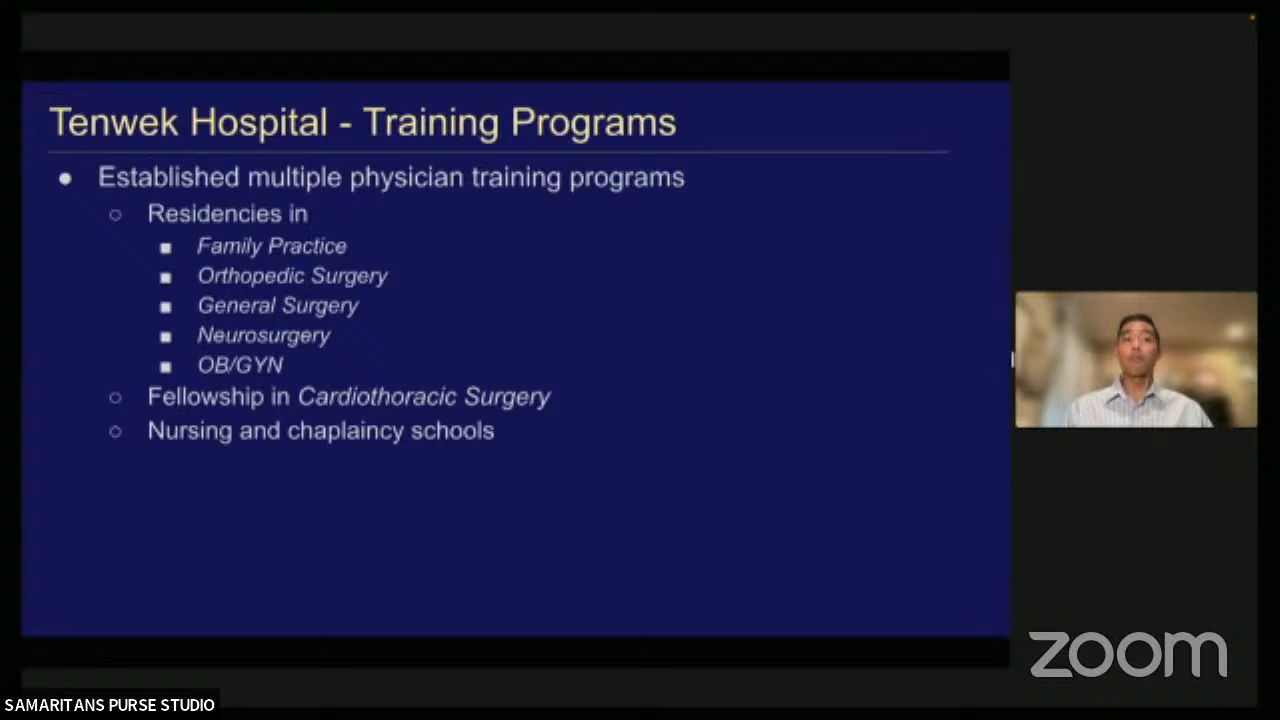 Tenwek Hospital - Training Programs
● Established multiple physician training programs
○ Residencies in
■ Family Practice
■ Orthopedic Surgery
■ General Surgery
■ Neurosurgery
■ OB/GYN
○ Fellowship in Cardiothoracic Surgery
○ Nursing and chaplaincy schools
zoom
SAMARITANS PURSE STUDIO